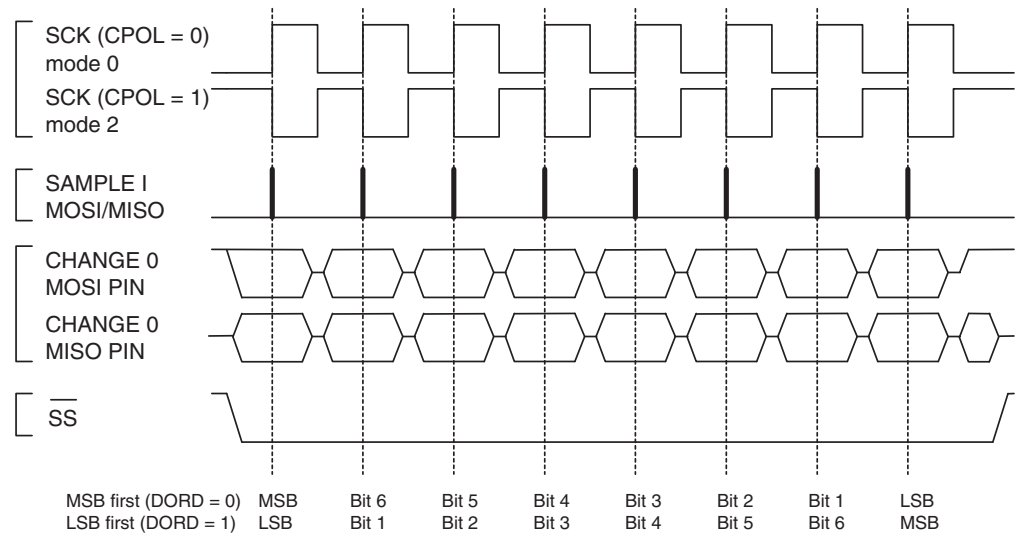 SCK (CPOL = 0)
mode 0
SCK (CPOL = 1)
mode 2
SAMPLE I
MOSI/MISO
CHANGE 0
MOSI PIN
CHANGE 0
MISO PIN
SS
MSB first (DORD = 0) MSB Bit 6 Bit 5 Bit 4 Bit 3 Bit 2 Bit 1 LSB
LSB first (DORD = 1) LSB Bit 1 Bit 2 Bit 3 Bit 4 Bit 5 Bit 6 MSB